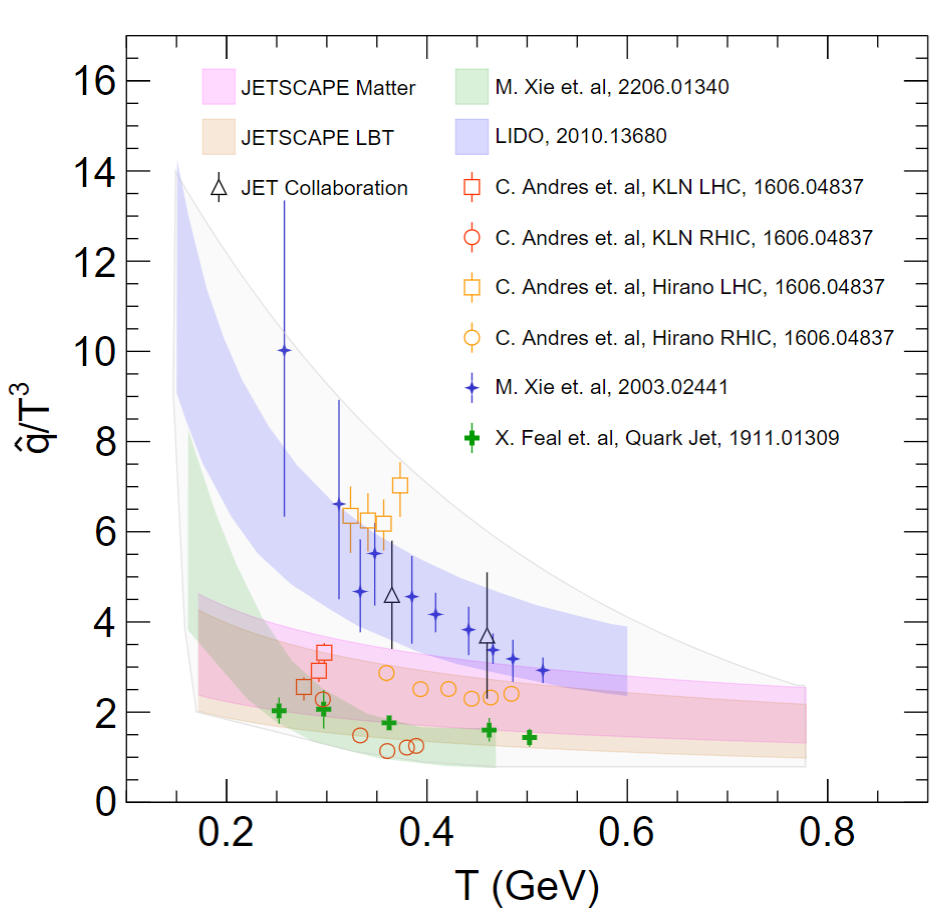 16
14
12
10
8
6
4
2
0
q̂/T³
JETSCAPE Matter
JETSCAPE LBT
JET Collaboration
M. Xie et. al, 2206.01340
LIDO, 2010.13680
C. Andres et. al, KLN LHC, 1606.04837
C. Andres et. al, KLN RHIC, 1606.04837
C. Andres et. al, Hirano LHC, 1606.04837
C. Andres et. al, Hirano RHIC, 1606.04837
M. Xie et. al, 2003.02441
X. Feal et. al, Quark Jet, 1911.01309
0.2
0.4
0.6
0.8
T (GeV)